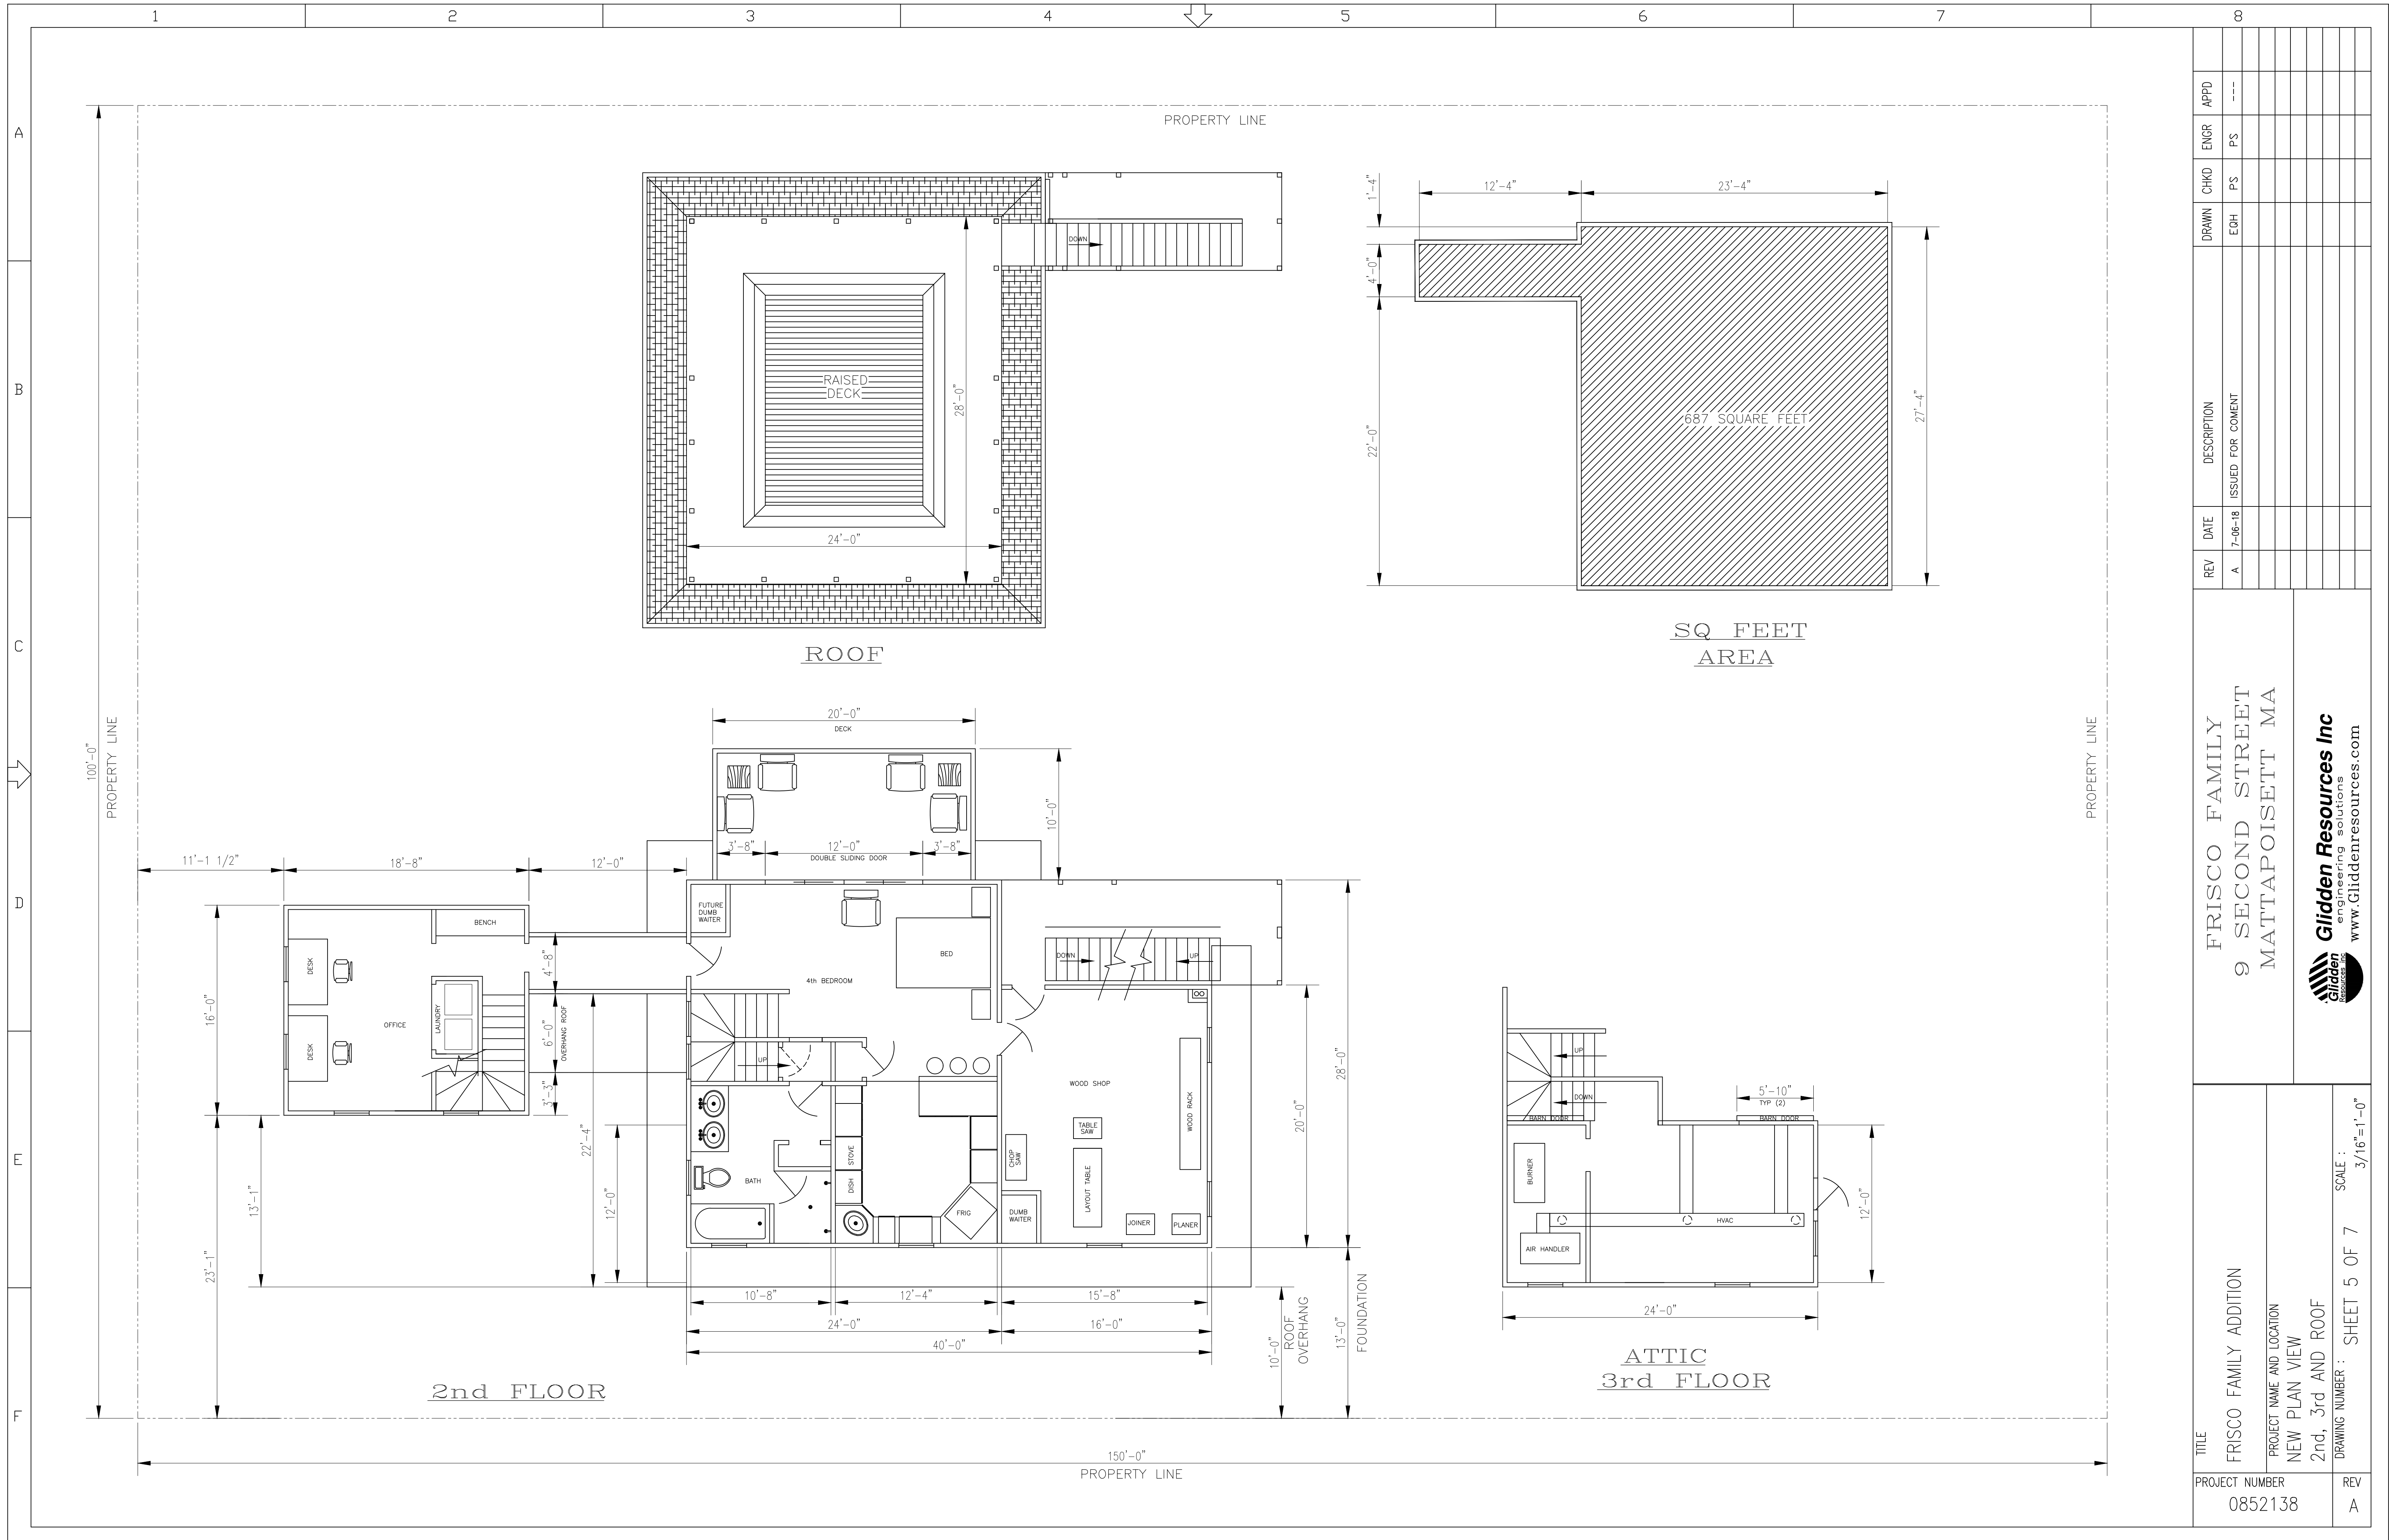 1 2 3 4 5 6 7 8
A
B
C
D
E
F
PROPERTY LINE
DOWN
RAISED
DECK
28'-0"
24'-0"
ROOF
12'-4"
23'-4"
1'-4"
4'-0"
22'-0"
27'-4"
687 SQUARE FEET
SQ FEET
AREA
100'-0"
PROPERTY LINE
PROPERTY LINE
20'-0"
DECK
10'-0"
3'-8"
12'-0"
3'-8"
DOUBLE SLIDING DOOR
11'-1 1/2"
18'-8"
12'-0"
FUTURE
DUMB
WAITER
BENCH
BED
DESK
DESK
OFFICE
LAUNDRY
4'-8"
6'-0"
OVERHANG ROOF
3'-3"
16'-0"
4th BEDROOM
DOWN
UP
UP
WOOD SHOP
WOOD RACK
TABLE
SAW
CHOP
SAW
LAYOUT TABLE
STOVE
DISH
BATH
FRIG
DUMB
WAITER
JOINER
PLANER
22'-4"
12'-0"
13'-1"
23'-1"
20'-0"
28'-0"
10'-8"
12'-4"
15'-8"
24'-0"
16'-0"
40'-0"
10'-0"
ROOF
OVERHANG
13'-0"
FOUNDATION
2nd FLOOR
UP
DOWN
BARN DOOR
5'-10"
TYP (2)
BARN DOOR
BURNER
HVAC
AIR HANDLER
12'-0"
24'-0"
ATTIC
3rd FLOOR
150'-0"
PROPERTY LINE
REV DATE DESCRIPTION DRAWN CHKD ENGR APPD
A 7-06-18 ISSUED FOR COMENT EQH PS PS ---
FRISCO FAMILY
9 SECOND STREET
MATTAPOISETT MA
Glidden
Resources Inc
Glidden Resources Inc
engineering solutions
www.Gliddenresources.com
TITLE
FRISCO FAMILY ADDITION
PROJECT NAME AND LOCATION
NEW PLAN VIEW
2nd, 3rd AND ROOF
DRAWING NUMBER : SHEET 5 OF 7
SCALE :
3/16"=1'-0"
PROJECT NUMBER
0852138
REV
A